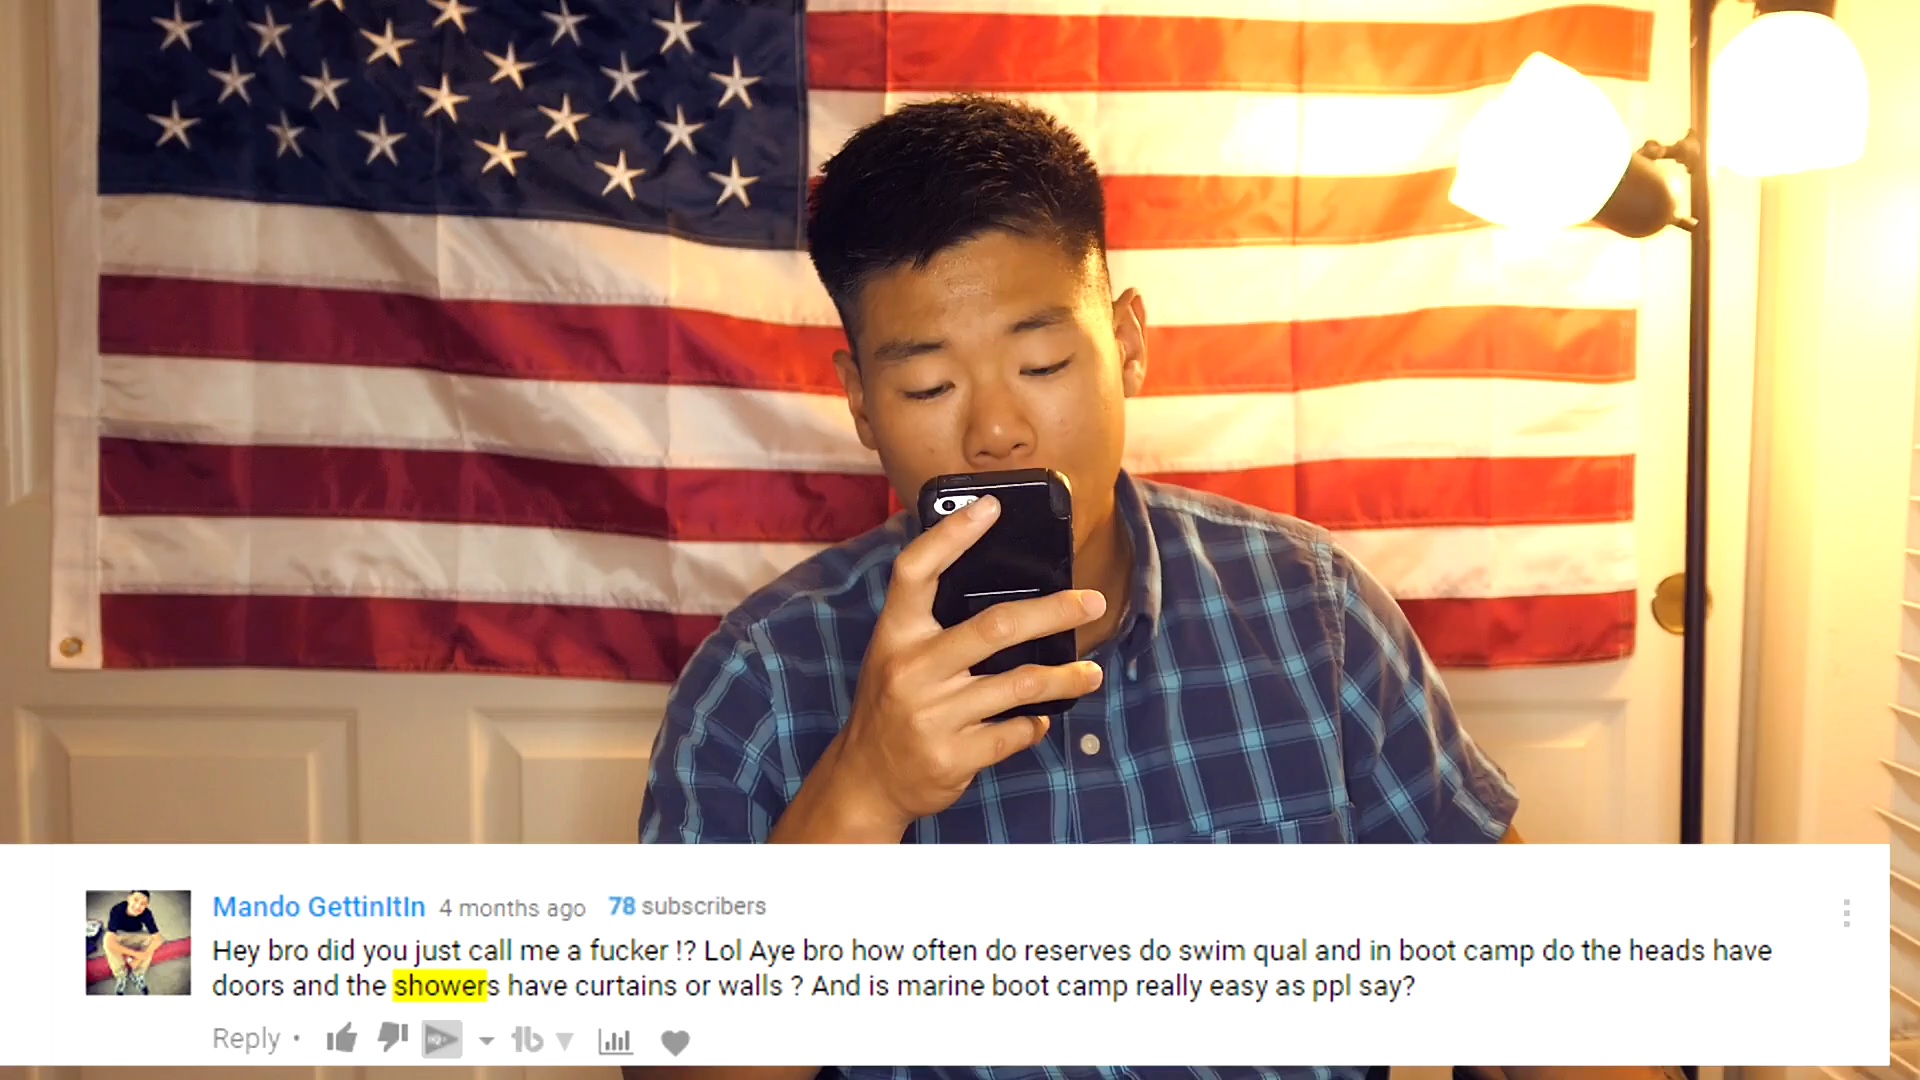 Mando GettinItIn 4 months ago 78 subscribers
Hey bro did you just call me a fucker !? Lol Aye bro how often do reserves do swim qual and in boot camp do the heads have
doors and the showers have curtains or walls ? And is marine boot camp really easy as ppl say?
Reply •